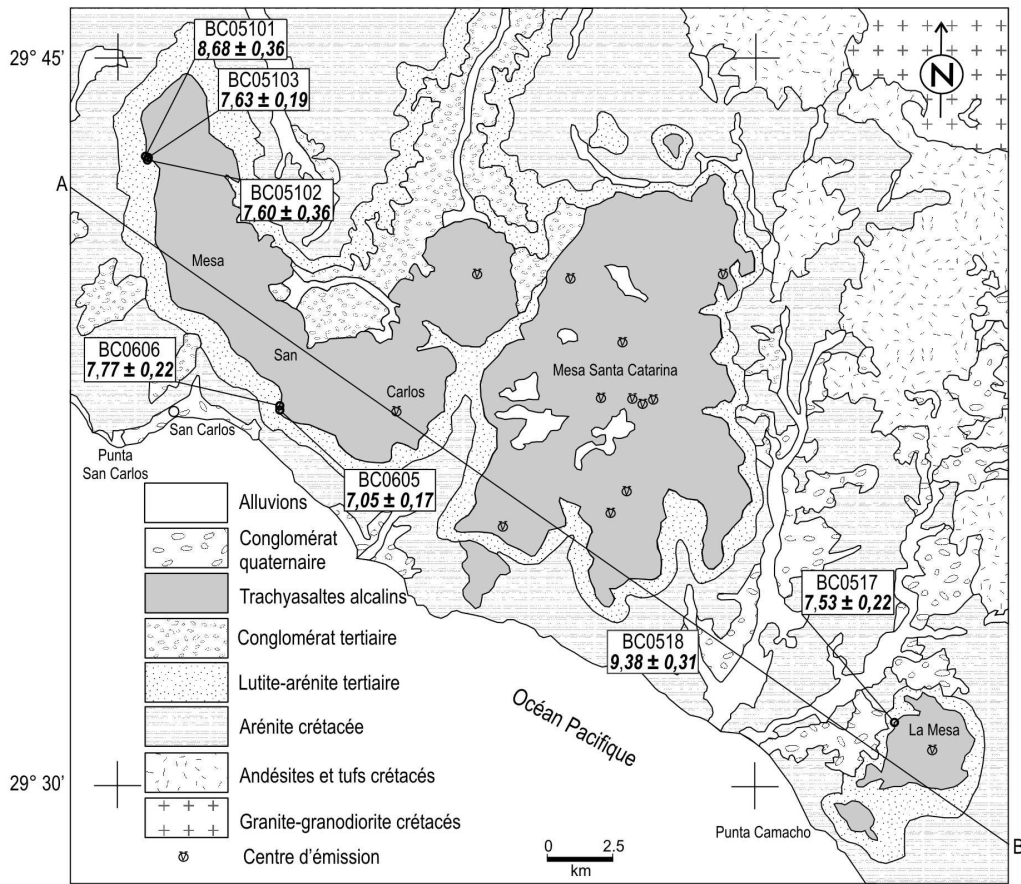 BC05101
8,68 ± 0,36
29° 45'
BC05103
7,63 ± 0,19
N
A
BC05102
7,60 ± 0,36
Mesa
BC0606
7,77 ± 0,22
San
Mesa Santa Catarina
Carlos
San Carlos
Punta
San Carlos
BC0605
7,05 ± 0,17
Alluvions
Conglomérat
quaternaire
Trachyasaltes alcalins
Conglomérat tertiaire
Lutite-arénite tertiaire
Arénite crétacée
Andésites et tufs crétacés
Granite-granodiorite crétacés
Centre d'émission
BC0517
7,53 ± 0,22
BC0518
9,38 ± 0,31
Océan Pacifique
La Mesa
29° 30'
Punta Camacho
B
0 2.5
km